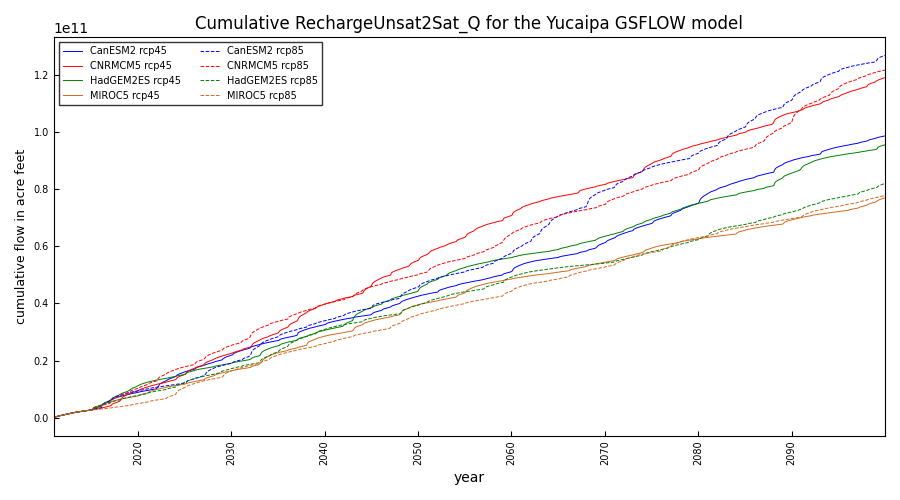 Cumulative RechargeUnsat2Sat_Q for the Yucaipa GSFLOW model
1e11
CanESM2 rcp45
CNRMCM5 rcp45
HadGEM2ES rcp45
MIROC5 rcp45
CanESM2 rcp85
CNRMCM5 rcp85
HadGEM2ES rcp85
MIROC5 rcp85
cumulative flow in acre feet
1.2
1.0
0.8
0.6
0.4
0.2
0.0
2020
2030
2040
2050
2060
2070
2080
2090
year